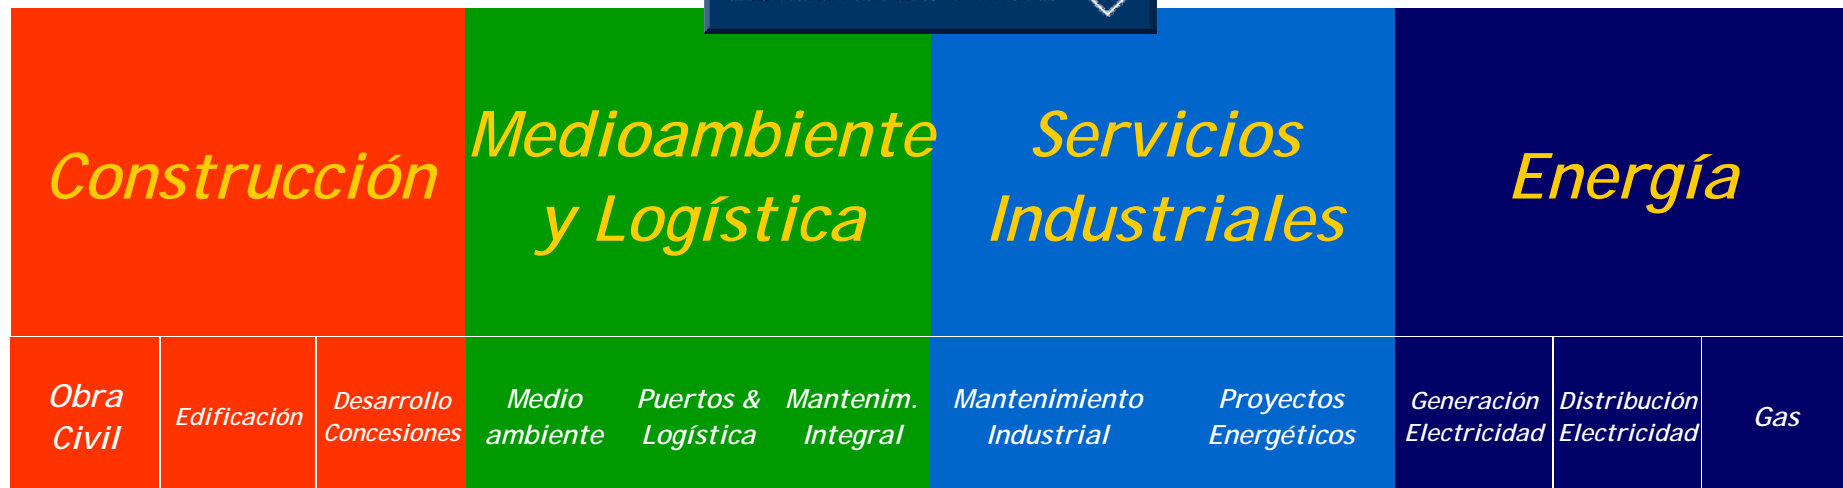 Construcción
Medioambiente
y Logística
Servicios
Industriales
Energía
Obra
Civil
Edificación
Desarrollo
Concesiones
Medio
ambiente
Puertos &
Logística
Mantenim.
Integral
Mantenimiento
Industrial
Proyectos
Energéticos
Generación
Electricidad
Distribución
Electricidad
Gas